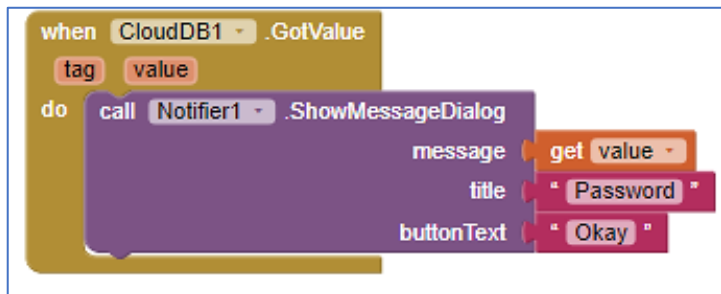 when CloudDB1 .GotValue
tag value
do call Notifier1 .ShowMessageDialog
message get value
title " Password "
buttonText " Okay "